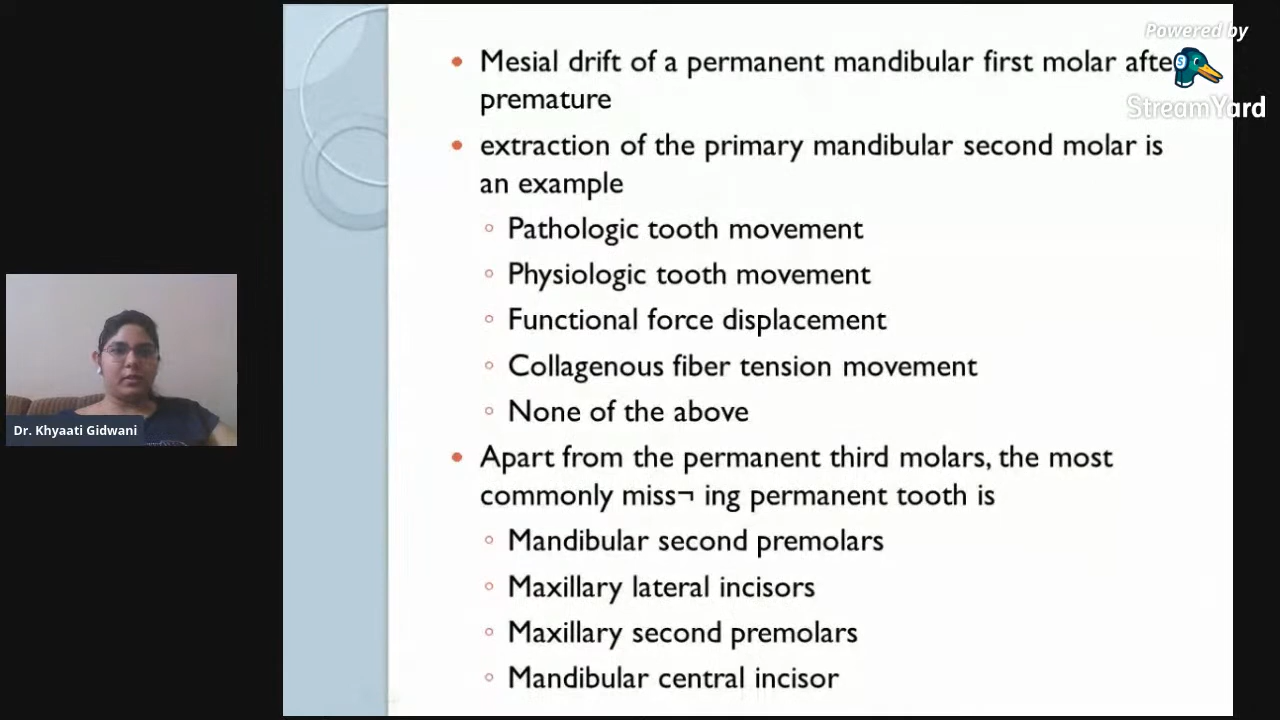 Powered by
StreamYard
Mesial drift of a permanent mandibular first molar afte
premature
extraction of the primary mandibular second molar is
an example
Pathologic tooth movement
Physiologic tooth movement
Functional force displacement
Collagenous fiber tension movement
None of the above
Apart from the permanent third molars, the most
commonly miss¬ ing permanent tooth is
Mandibular second premolars
Maxillary lateral incisors
Maxillary second premolars
Mandibular central incisor
Dr. Khyaati Gidwani